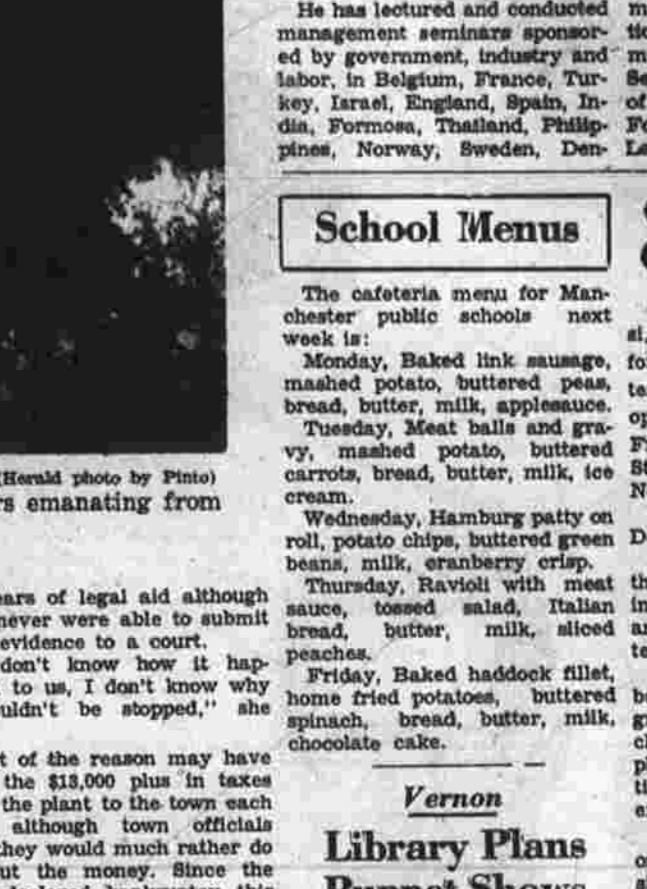 He has lectured and conducted
management seminars sponsor-
ed by government, industry and
labor, in Belgium, France, Tur-
key, Israel, England, Spain, In-
dia, Formosa, Thailand, Philip-
pines, Norway, Sweden, Den-
School Menus
The cafeteria menu for Man-
chester public schools next
week is:
Monday, Baked link sausage,
mashed potato, buttered peas,
bread, butter, milk, applesauce.
Tuesday, Meat balls and gra-
vy, mashed potato, buttered
carrots, bread, butter, milk, ice
cream.
Wednesday, Hamburg patty on
roll, potato chips, buttered green
beans, milk, cranberry crisp.
Thursday, Ravioli with meat
sauce, tossed salad, Italian
bread, butter, milk, sliced
peaches.
Friday, Baked haddock fillet,
home fried potatoes, buttered
spinach, bread, butter, milk,
chocolate cake.
Vernon
Library Plans
Puppet Shows
(Herald photo by Pinto)
rs emanating from
ears of legal aid although
never were able to submit
evidence to a court.
don't know how it hap-
to us, I don't know why
uldn't be stopped," she
t of the reason may have
the $13,000 plus in taxes
the plant to the town each
although town officials
they would much rather do
ut the money. Since the